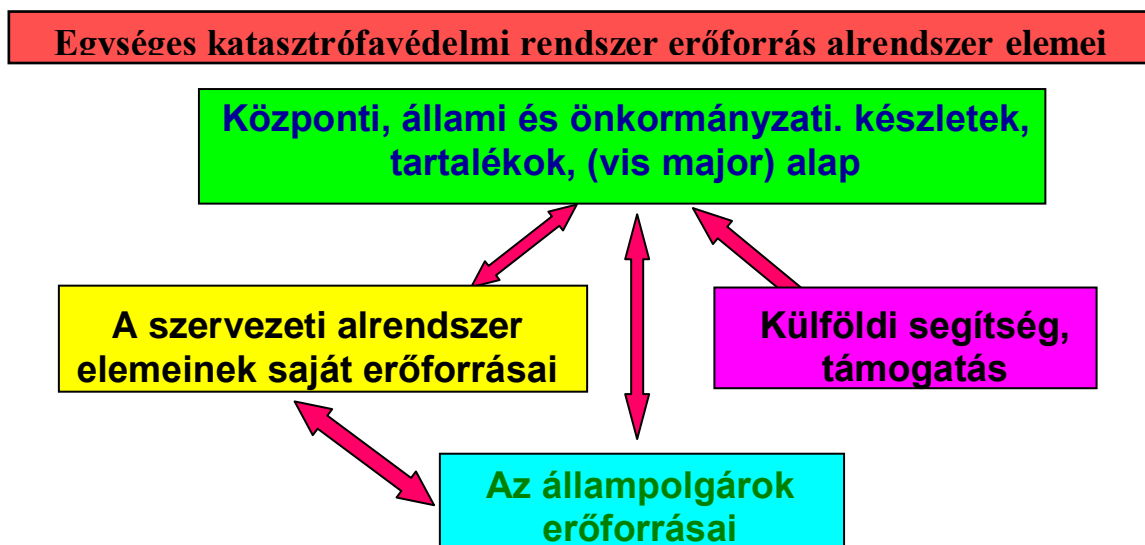 Egységes katasztrófavédelmi rendszer erőforrás alrendszer elemei
Központi, állami és önkormányzati. készletek,
tartalékok, (vis major) alap
A szervezeti alrendszer
elemeinek saját erőforrásai
Külföldi segítség,
támogatás
Az állampolgárok
erőforrásai